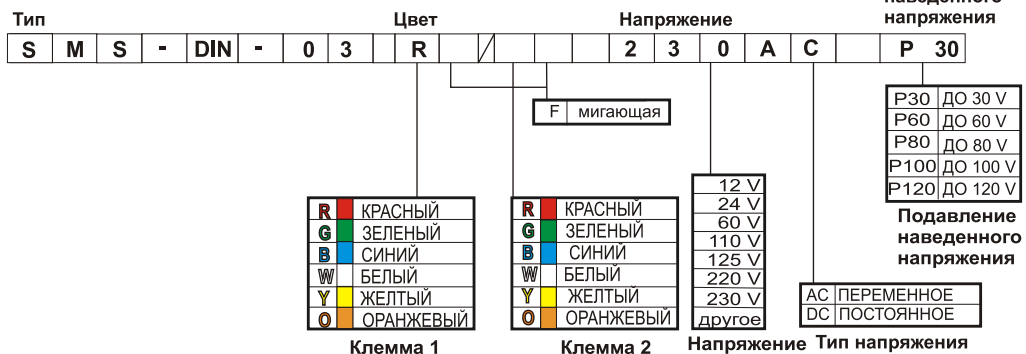 наведенного
напряжения
Тип Цвет Напряжение
S M S - DIN - 0 3 R / 2 3 0 A C P 30
F мигающая
P30 ДО 30 V
P60 ДО 60 V
P80 ДО 80 V
P100 ДО 100 V
P120 ДО 120 V
Подавление
наведенного
напряжения
R КРАСНЫЙ
G ЗЕЛЕНЫЙ
B СИНИЙ
W БЕЛЫЙ
Y ЖЕЛТЫЙ
O ОРАНЖЕВЫЙ
Клемма 1
R КРАСНЫЙ
G ЗЕЛЕНЫЙ
B СИНИЙ
W БЕЛЫЙ
Y ЖЕЛТЫЙ
O ОРАНЖЕВЫЙ
Клемма 2
12 V
24 V
60 V
110 V
125 V
220 V
230 V
другое
Напряжение
AC ПЕРЕМЕННОЕ
DC ПОСТОЯННОЕ
Тип напряжения